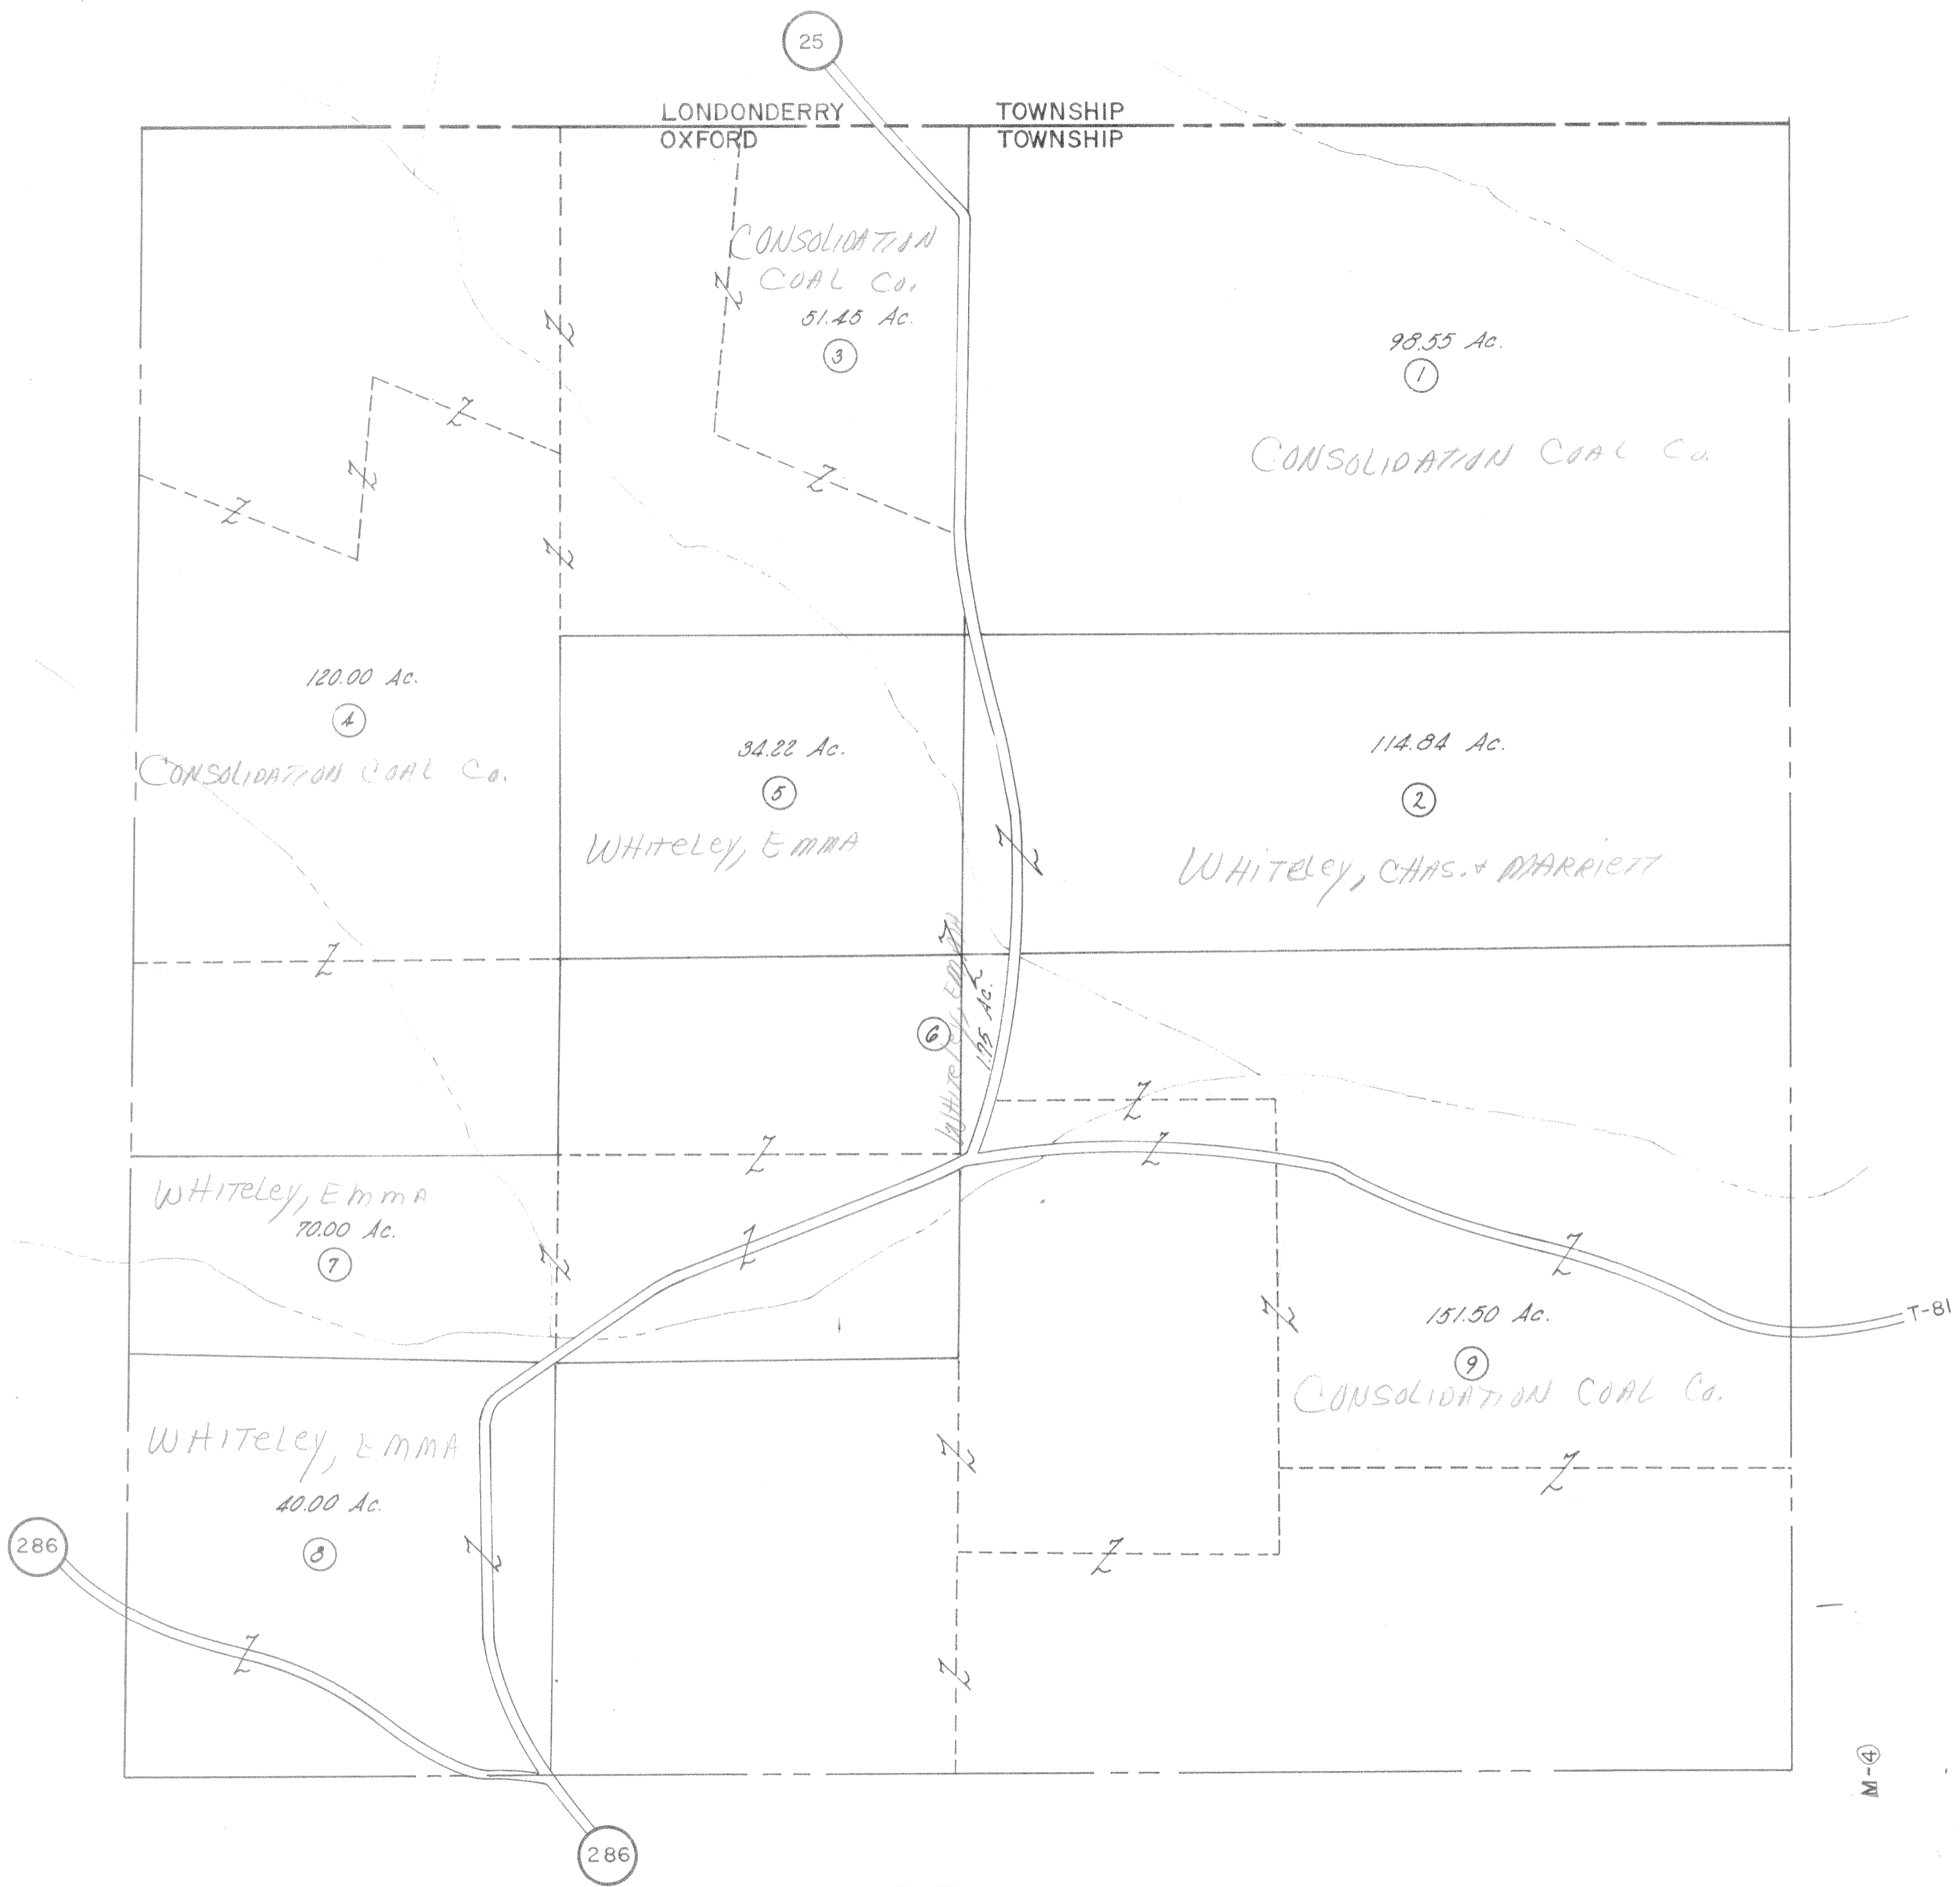 25
LONDONDERRY TOWNSHIP
OXFORD TOWNSHIP
CONSOLIDATION
COAL Co.
51.45 Ac.
3
98.55 Ac.
1
CONSOLIDATION COAL Co.
120.00 Ac.
4
CONSOLIDATION COAL Co.
34.22 Ac.
5
WHITELEY, EMMA
114.84 Ac.
2
WHITELEY, CHAS. & MARRIETT
6
WHITELEY, EMMA
1.75 Ac.
WHITELEY, EMMA
70.00 Ac.
7
T-81
151.50 Ac.
9
CONSOLIDATION COAL Co.
WHITELEY, EMMA
40.00 Ac.
8
286
286
M-4